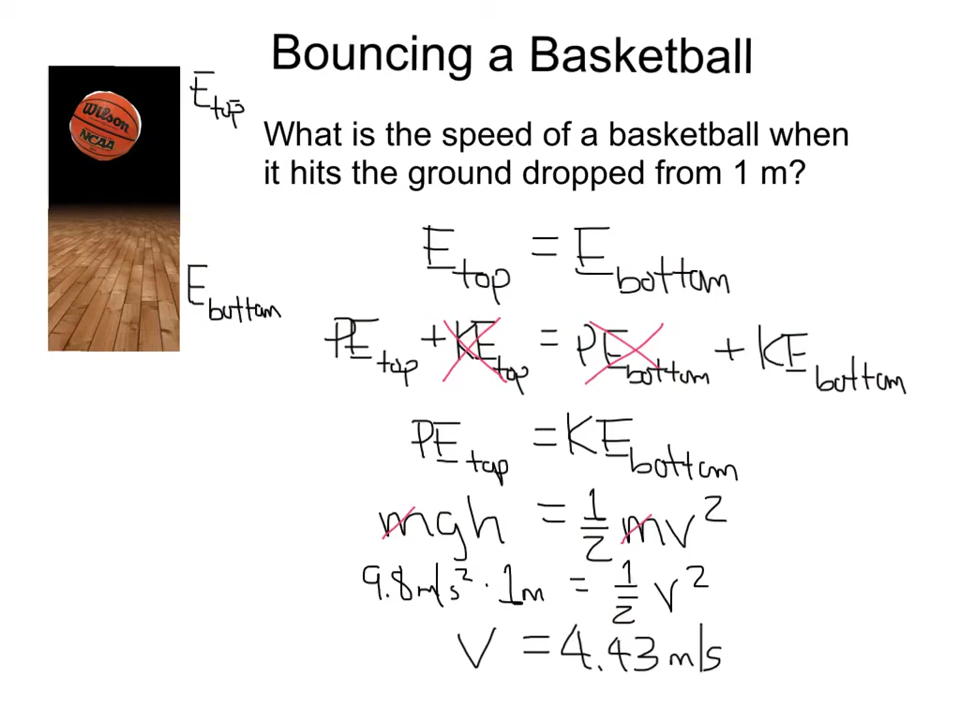 Bouncing a Basketball
Wilson
NCAA
E top
What is the speed of a basketball when
it hits the ground dropped from 1 m?
E top = E bottom
E bottom
PE top + KE top = PE bottom + KE bottom
PE top = KE bottom
mgh = 1/2 mv²
9.8 m/s² · 1m = 1/2 v²
V = 4.43 m/s